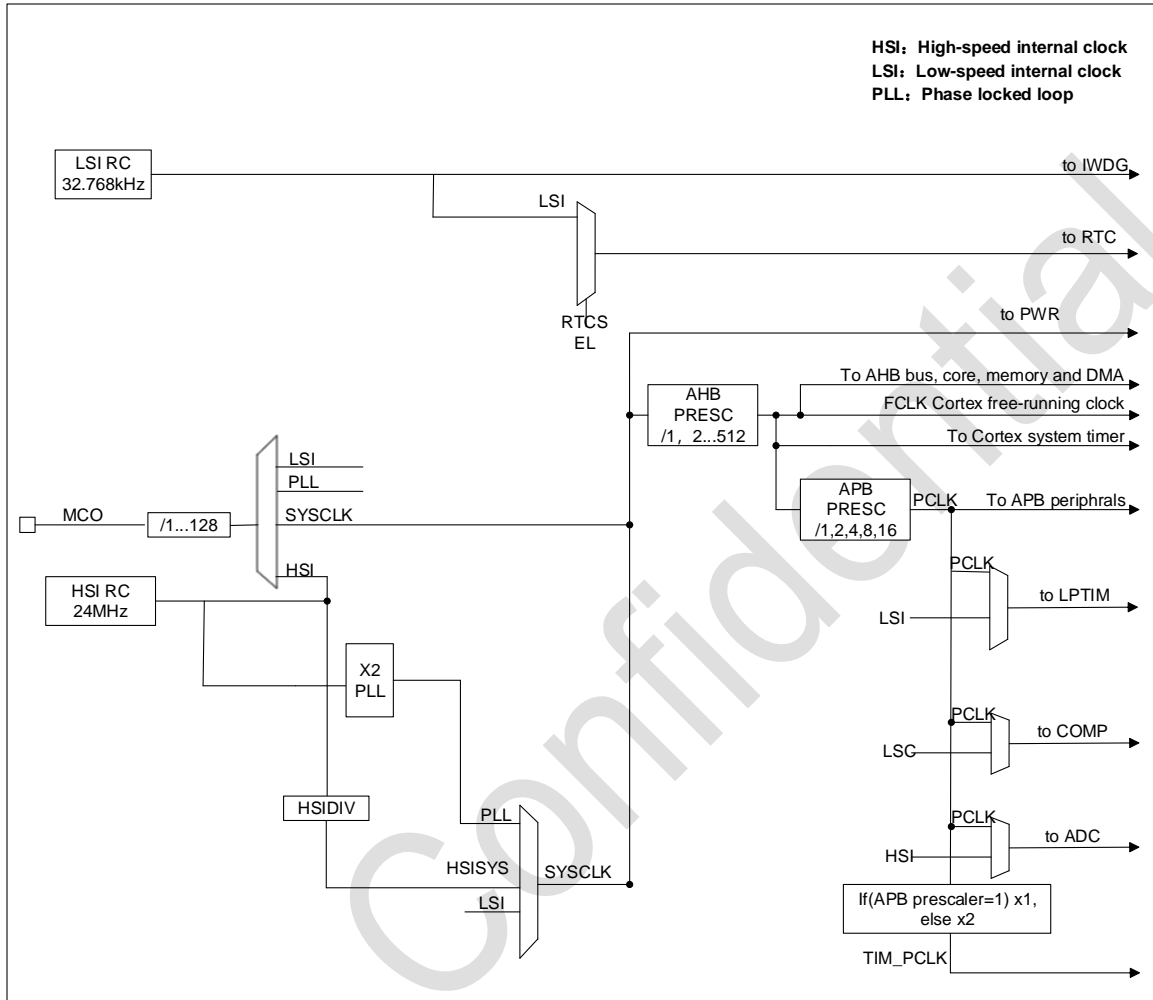 HSI：High-speed internal clock
LSI：Low-speed internal clock
PLL：Phase locked loop
LSI RC
32.768kHz
to IWDG
LSI
to RTC
RTCS
EL
to PWR
To AHB bus, core, memory and DMA
AHB
PRESC
/1，2...512
FCLK Cortex free-running clock
To Cortex system timer
LSI
PLL
APB
PRESC
/1,2,4,8,16
PCLK
To APB periphrals
MCO
/1...128
SYSCLK
HSI
PCLK
HSI RC
24MHz
to LPTIM
LSI
X2
PLL
PCLK
to COMP
LSC
HSIDIV
PLL
PCLK
to ADC
HSI
HSISYS
SYSCLK
LSI
If(APB prescaler=1) x1,
else x2
TIM_PCLK
Confidential